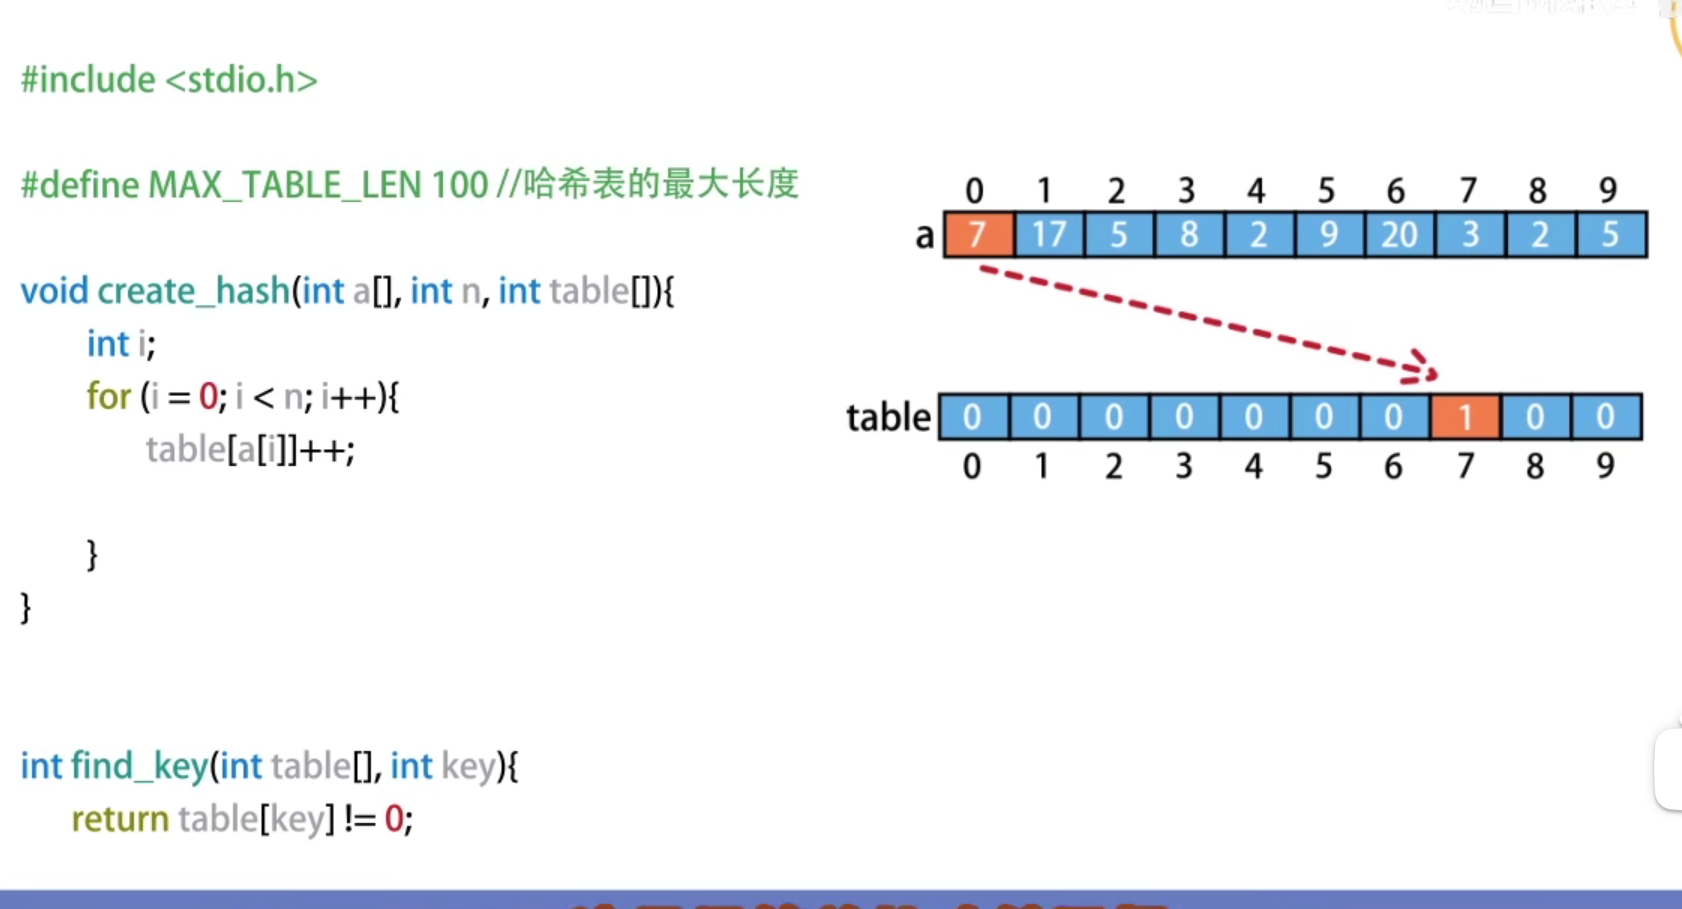 #include <stdio.h>
#define MAX_TABLE_LEN 100 //哈希表的最大长度
void create_hash(int a[], int n, int table[]){
int i;
for (i = 0; i < n; i++){
table[a[i]]++;
}
}
int find_key(int table[], int key){
return table[key] != 0;
0 1 2 3 4 5 6 7 8 9
a 7 17 5 8 2 9 20 3 2 5
table 0 0 0 0 0 0 0 1 0 0
0 1 2 3 4 5 6 7 8 9